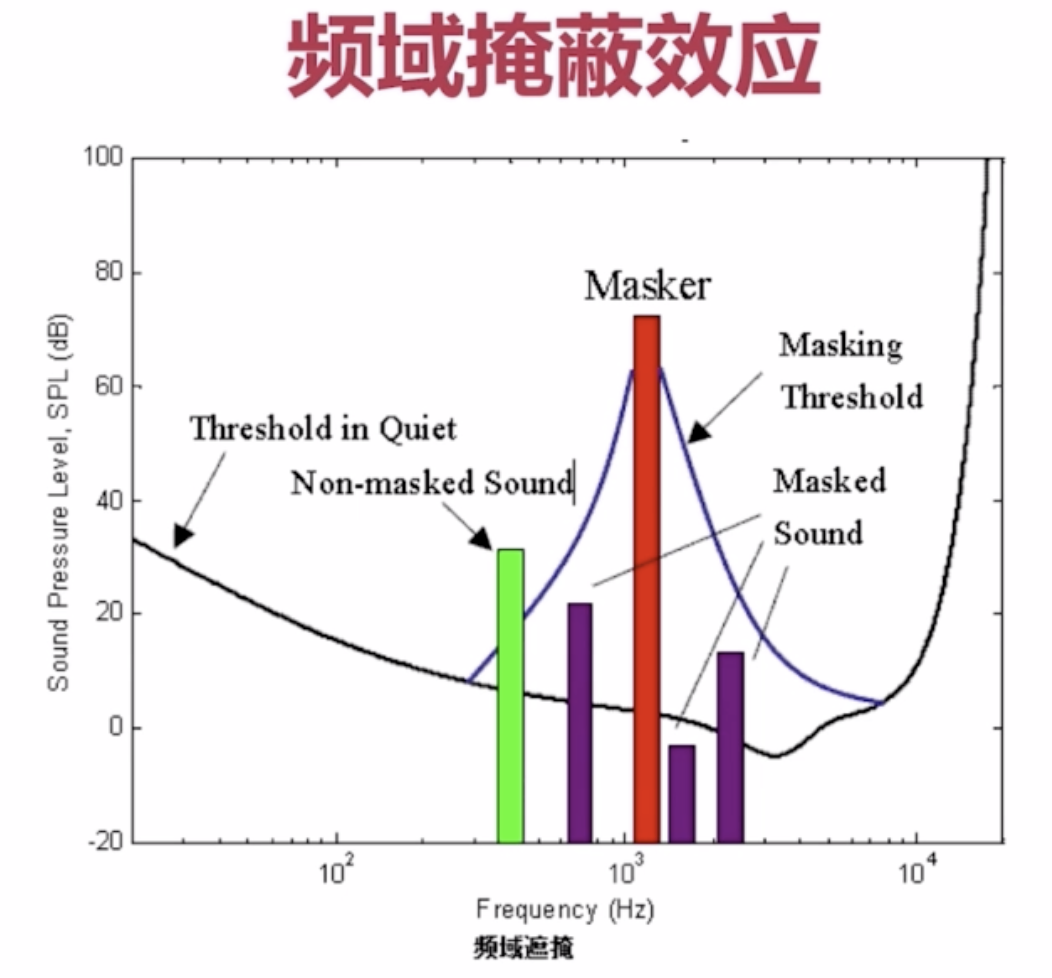 频域掩蔽效应
100
80
60
40
20
0
-20
Sound Pressure Level, SPL (dB)
Masker
Masking
Threshold
Threshold in Quiet
Non-masked Sound
Masked
Sound
10²
10³
10⁴
Frequency (Hz)
频域遮掩